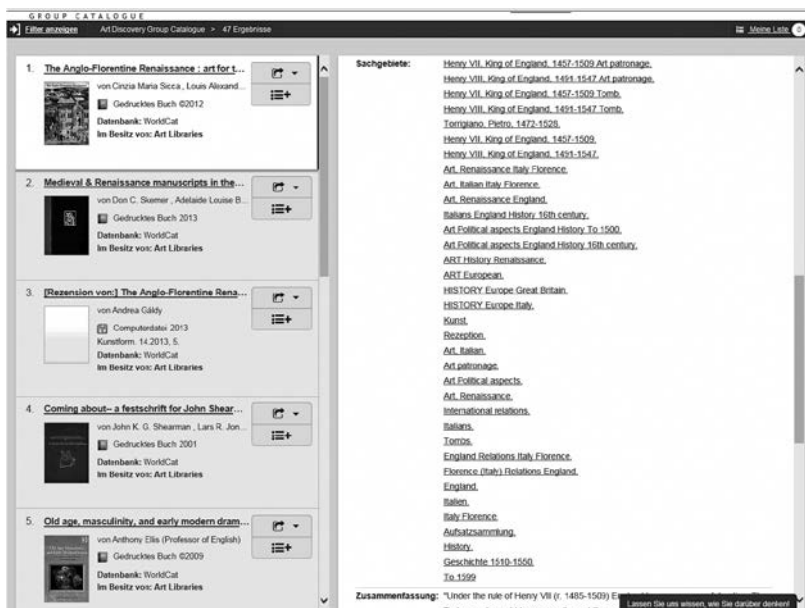 GROUP CATALOGUE
Filter anzeigen Art Discovery Group Catalogue > 47 Ergebnisse
Meine Liste 0
1. The Anglo-Florentine Renaissance : art for t...
von Cinzia Maria Sicca , Louis Alexand...
Gedrucktes Buch ©2012
Datenbank: WorldCat
Im Besitz von: Art Libraries
2. Medieval & Renaissance manuscripts in the...
von Don C. Skemer , Adelaide Louise B...
Gedrucktes Buch 2013
Datenbank: WorldCat
Im Besitz von: Art Libraries
3. [Rezension von:] The Anglo-Florentine Rena...
von Andrea Gáldy
Computerdatei 2013
Kunstform. 14.2013, 5.
Datenbank: WorldCat
Im Besitz von: Art Libraries
4. Coming about-- a festschrift for John Shear...
von John K. G. Shearman , Lars R. Jon...
Gedrucktes Buch 2001
Datenbank: WorldCat
Im Besitz von: Art Libraries
5. Old age, masculinity, and early modern dram...
von Anthony Ellis (Professor of English)
Gedrucktes Buch ©2009
Datenbank: WorldCat
Im Besitz von: Art Libraries
Sachgebiete: Henry VII, King of England, 1457-1509 Art patronage.
Henry VIII, King of England, 1491-1547 Art patronage.
Henry VII, King of England, 1457-1509 Tomb.
Henry VIII, King of England, 1491-1547 Tomb.
Torrigiano, Pietro, 1472-1528.
Henry VII, King of England, 1457-1509.
Henry VIII, King of England, 1491-1547.
Art, Renaissance Italy Florence.
Art, Italian Italy Florence.
Art, Renaissance England.
Italians England History 16th century.
Art Political aspects England History To 1500.
Art Political aspects England History 16th century.
ART History Renaissance.
ART European.
HISTORY Europe Great Britain.
HISTORY Europe Italy.
Kunst.
Rezeption.
Art, Italian.
Art patronage.
Art Political aspects.
Art, Renaissance.
International relations.
Italians.
Tombs.
England Relations Italy Florence.
Florence (Italy) Relations England.
England.
Italien.
Italy Florence.
Aufsatzsammlung.
History.
Geschichte 1510-1550.
To 1599
Zusammenfassung: "Under the rule of Henry VII (r. 1485-1509)
Lassen Sie uns wissen, wie Sie darüber denken!